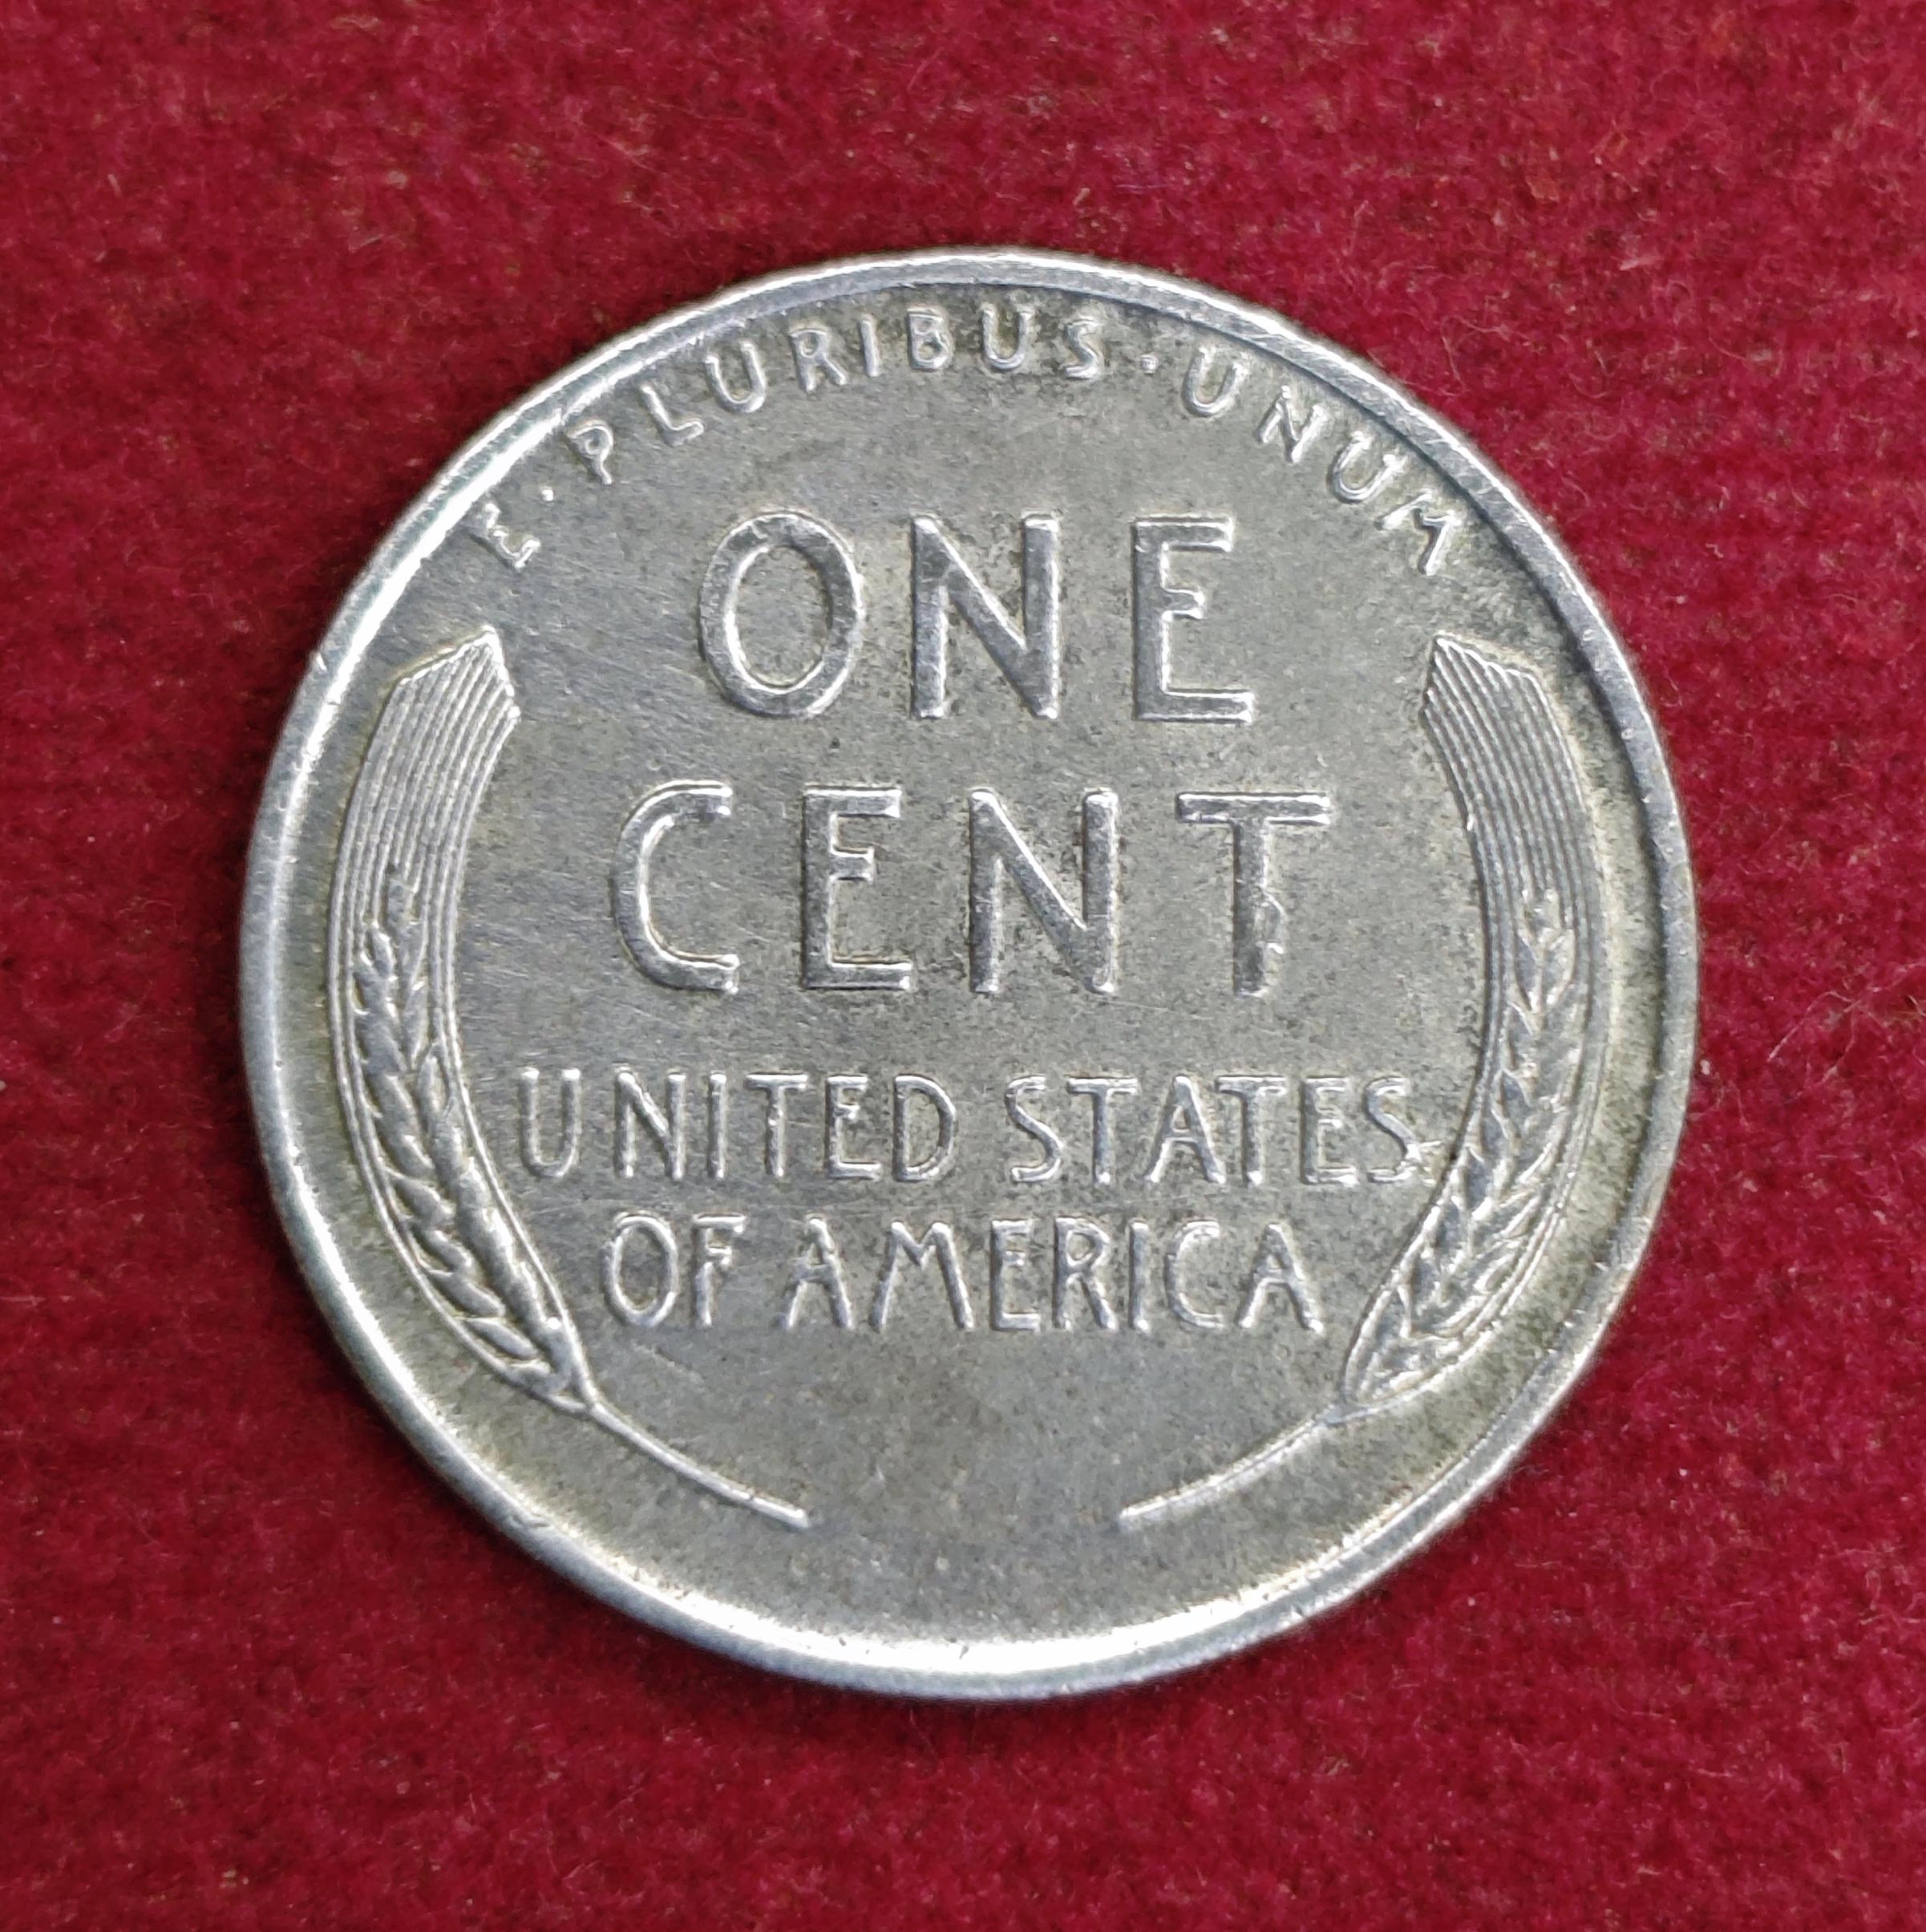 E·PLURIBUS·UNUM
ONE
CENT
UNITED STATES
OF AMERICA